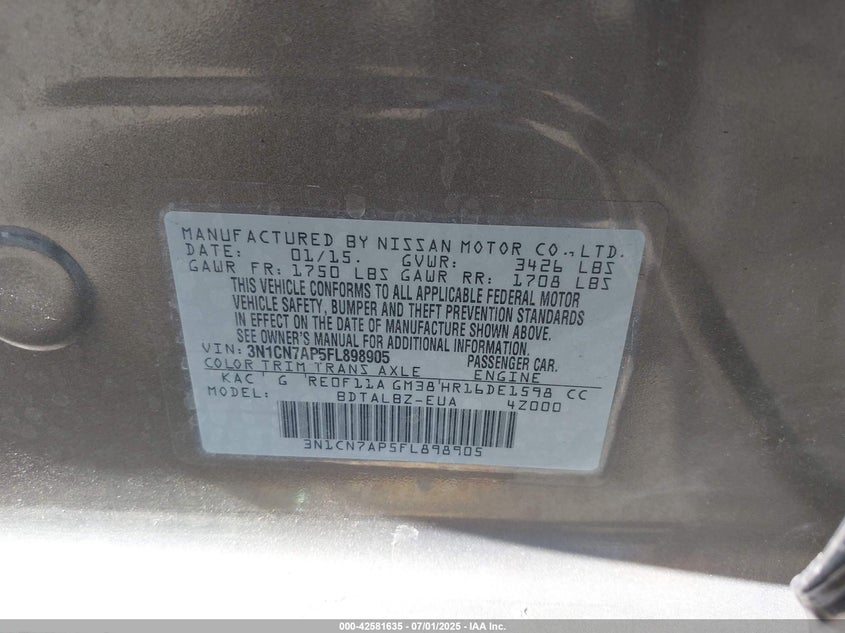 MANUFACTURED BY NISSAN MOTOR CO., LTD.
DATE: 01/15. GVWR: 3426 LBS
GAWR FR: 1750 LBS GAWR RR: 1708 LBS
THIS VEHICLE CONFORMS TO ALL APPLICABLE FEDERAL MOTOR
VEHICLE SAFETY, BUMPER AND THEFT PREVENTION STANDARDS
IN EFFECT ON THE DATE OF MANUFACTURE SHOWN ABOVE.
SEE OWNER'S MANUAL FOR ADDITIONAL INFORMATION
VIN: 3N1CN7AP5FL898905 PASSENGER CAR.
COLOR TRIM TRANS AXLE ENGINE
KAC ' G 'RE0F11A GM38'HR16DE1598 CC
MODEL: BDTALBZ-EUA 4Z000
3N1CN7AP5FL898905
000-42581635 - 07/01/2025 - IAA Inc.